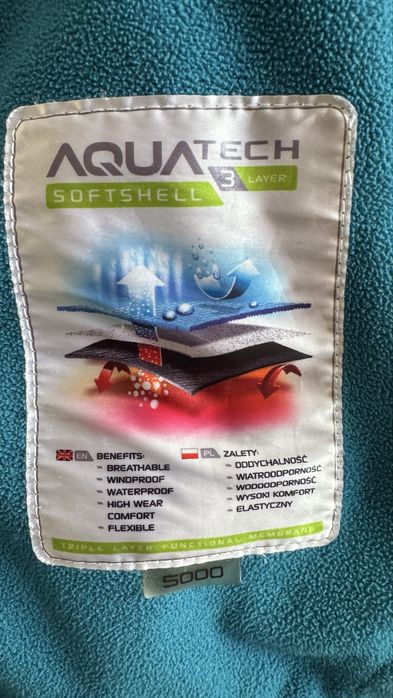 AQUATECH
SOFTSHELL 3 LAYER
EN BENEFITS:
- BREATHABLE
- WINDPROOF
- WATERPROOF
- HIGH WEAR
COMFORT
- FLEXIBLE
PL ZALETY:
- ODDYCHALNOŚĆ
- WIATROODPORNOŚĆ
- WODOODPORNOŚĆ
- WYSOKI KOMFORT
- ELASTYCZNY
TRIPLE LAYER FUNCTIONAL MEMBRANE
5000